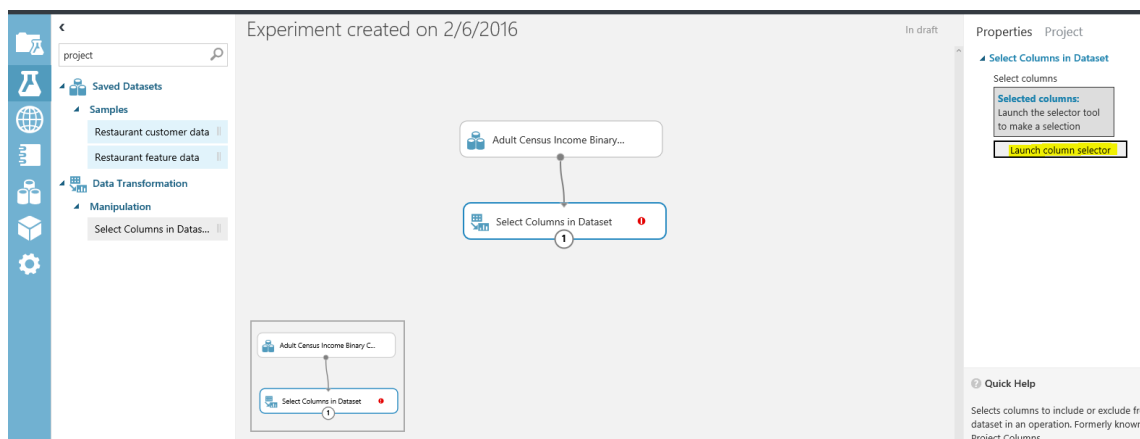 Experiment created on 2/6/2016
In draft
Properties Project
project
Saved Datasets
Samples
Restaurant customer data
Restaurant feature data
Data Transformation
Manipulation
Select Columns in Datas...
Adult Census Income Binary...
Select Columns in Dataset
1
Adult Census Income Binary C...
Select Columns in Dataset
1
Select Columns in Dataset
Select columns
Selected columns:
Launch the selector tool
to make a selection
Launch column selector
Quick Help
Selects columns to include or exclude fr
dataset in an operation. Formerly known
Project Columns